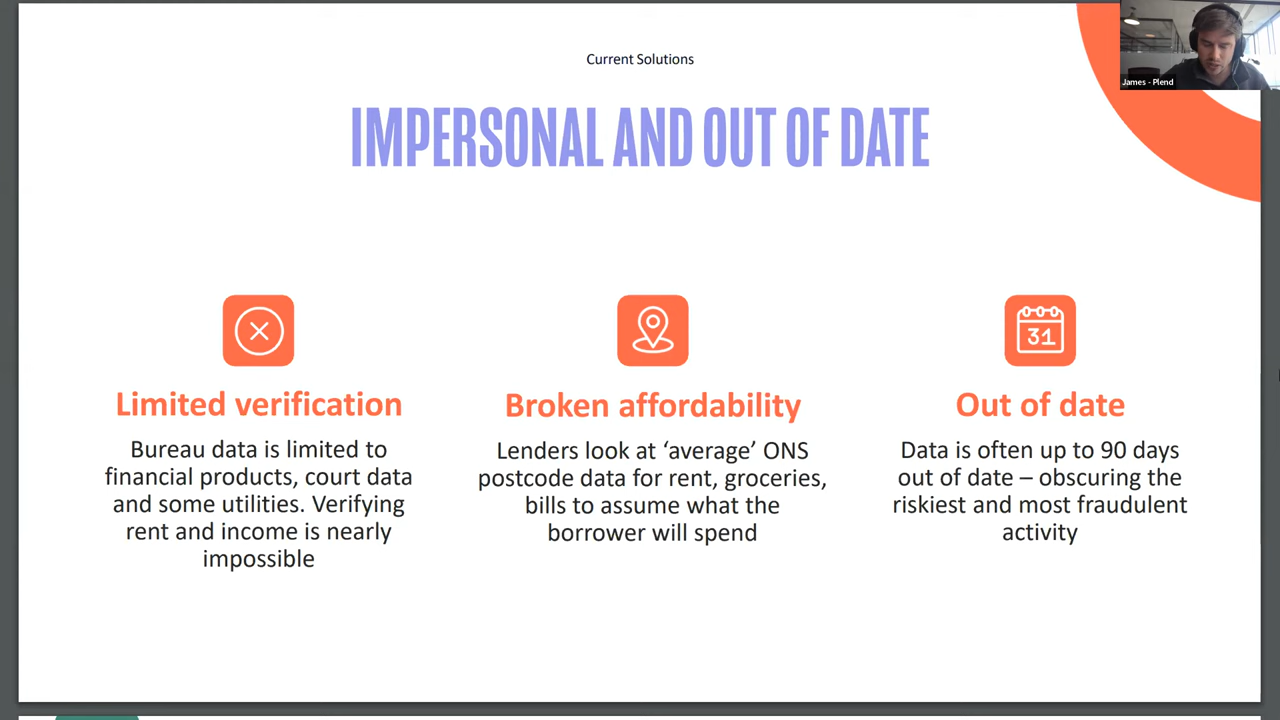 Current Solutions
James - Plend
IMPERSONAL AND OUT OF DATE
31
Limited verification
Bureau data is limited to
financial products, court data
and some utilities. Verifying
rent and income is nearly
impossible
Broken affordability
Lenders look at ‘average’ ONS
postcode data for rent, groceries,
bills to assume what the
borrower will spend
Out of date
Data is often up to 90 days
out of date – obscuring the
riskiest and most fraudulent
activity